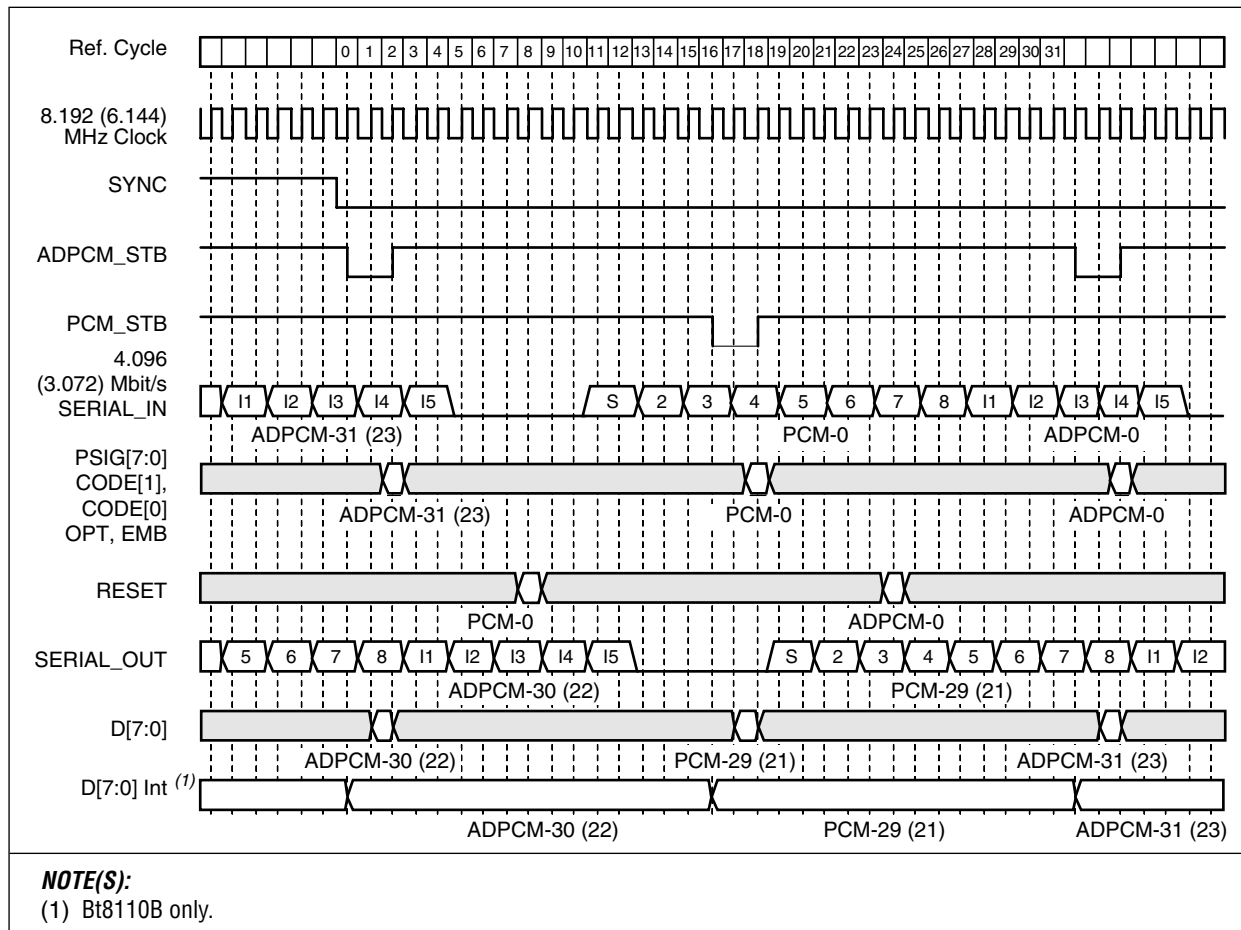 Ref. Cycle 0 1 2 3 4 5 6 7 8 9 10 11 12 13 14 15 16 17 18 19 20 21 22 23 24 25 26 27 28 29 30 31
8.192 (6.144)
MHz Clock
SYNC
ADPCM_STB
PCM_STB
4.096
(3.072) Mbit/s
SERIAL_IN I1 I2 I3 I4 I5 S 2 3 4 5 6 7 8 I1 I2 I3 I4 I5
ADPCM-31 (23) PCM-0 ADPCM-0
PSIG[7:0]
CODE[1],
CODE[0]
OPT, EMB
ADPCM-31 (23) PCM-0 ADPCM-0
RESET
PCM-0 ADPCM-0
SERIAL_OUT 5 6 7 8 I1 I2 I3 I4 I5 S 2 3 4 5 6 7 8 I1 I2
ADPCM-30 (22) PCM-29 (21)
D[7:0]
ADPCM-30 (22) PCM-29 (21) ADPCM-31 (23)
D[7:0] Int (1)
ADPCM-30 (22) PCM-29 (21) ADPCM-31 (23)
NOTE(S):
(1) Bt8110B only.